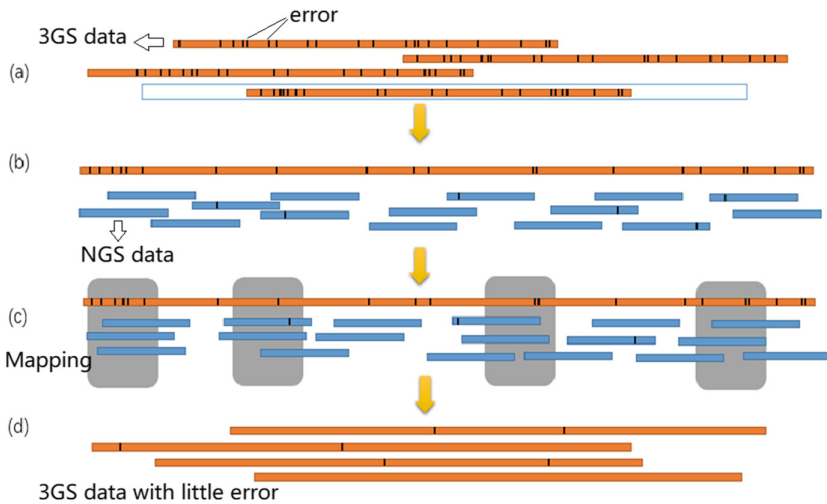 error
3GS data
(a)
(b)
NGS data
(c)
Mapping
(d)
3GS data with little error